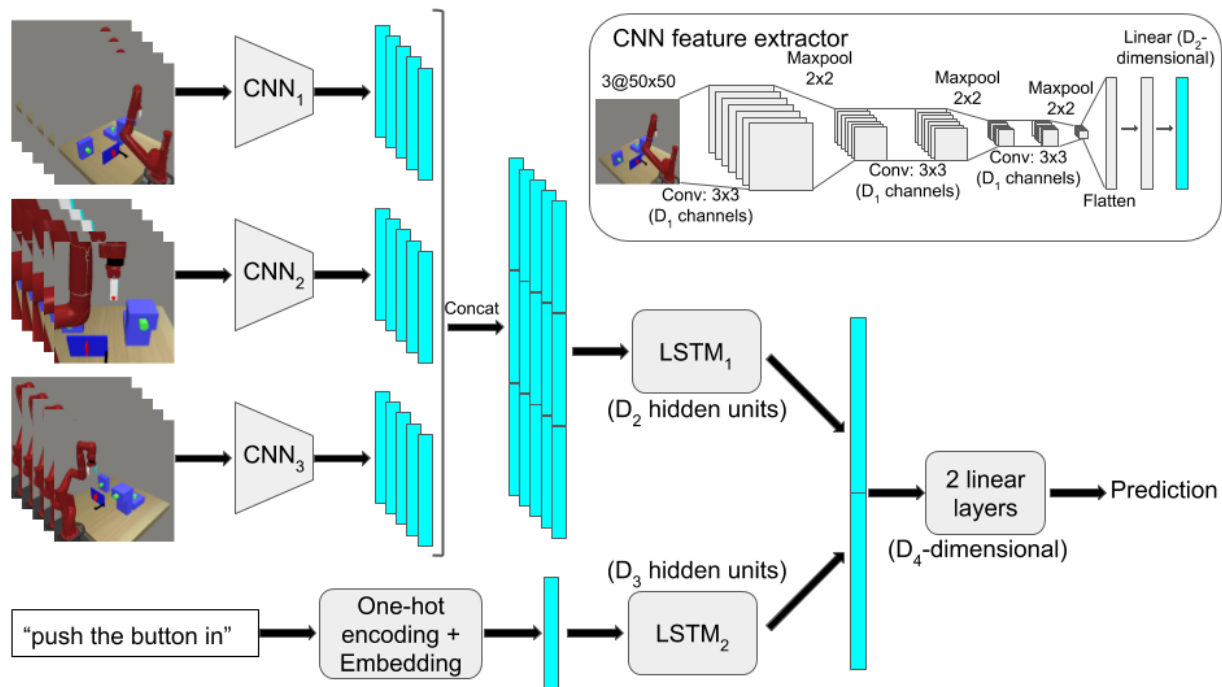 CNN feature extractor
3@50x50
Maxpool
2x2
Maxpool
2x2
Maxpool
2x2
Linear (D₂-
dimensional)
Conv: 3x3
(D₁ channels)
Conv: 3x3
(D₁ channels)
Conv: 3x3
(D₁ channels)
Flatten
CNN₁
CNN₂
CNN₃
Concat
LSTM₁
(D₂ hidden units)
2 linear
layers
(D₄-dimensional)
Prediction
"push the button in"
One-hot
encoding +
Embedding
(D₃ hidden units)
LSTM₂